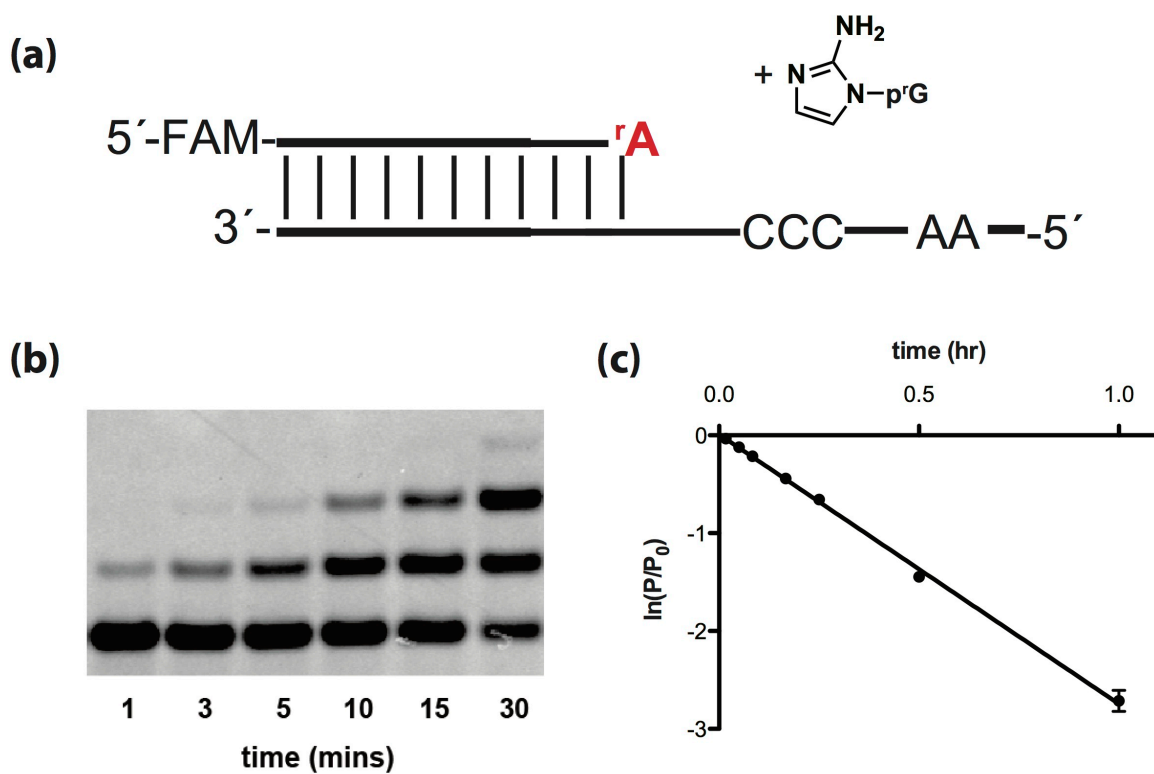 (a)
NH2
+ N
N–prG
5´-FAM-
rA
3´-
CCC
AA
-5´
(b)
1 3 5 10 15 30
time (mins)
(c)
time (hr)
0.0 0.5 1.0
0
-1
-2
-3
ln(P/P0)